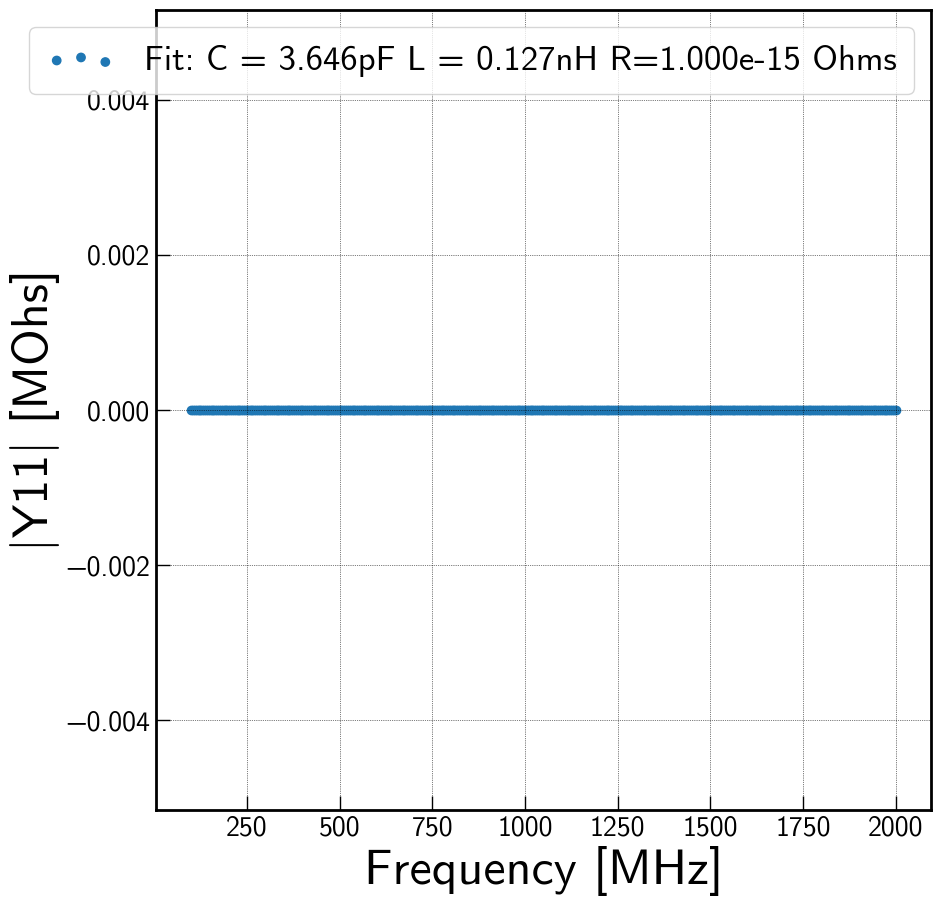 Fit: C = 3.646pF L = 0.127nH R=1.000e-15 Ohms
0.004
0.002
0.000
−0.002
−0.004
|Y11| [MOhs]
250 500 750 1000 1250 1500 1750 2000
Frequency [MHz]